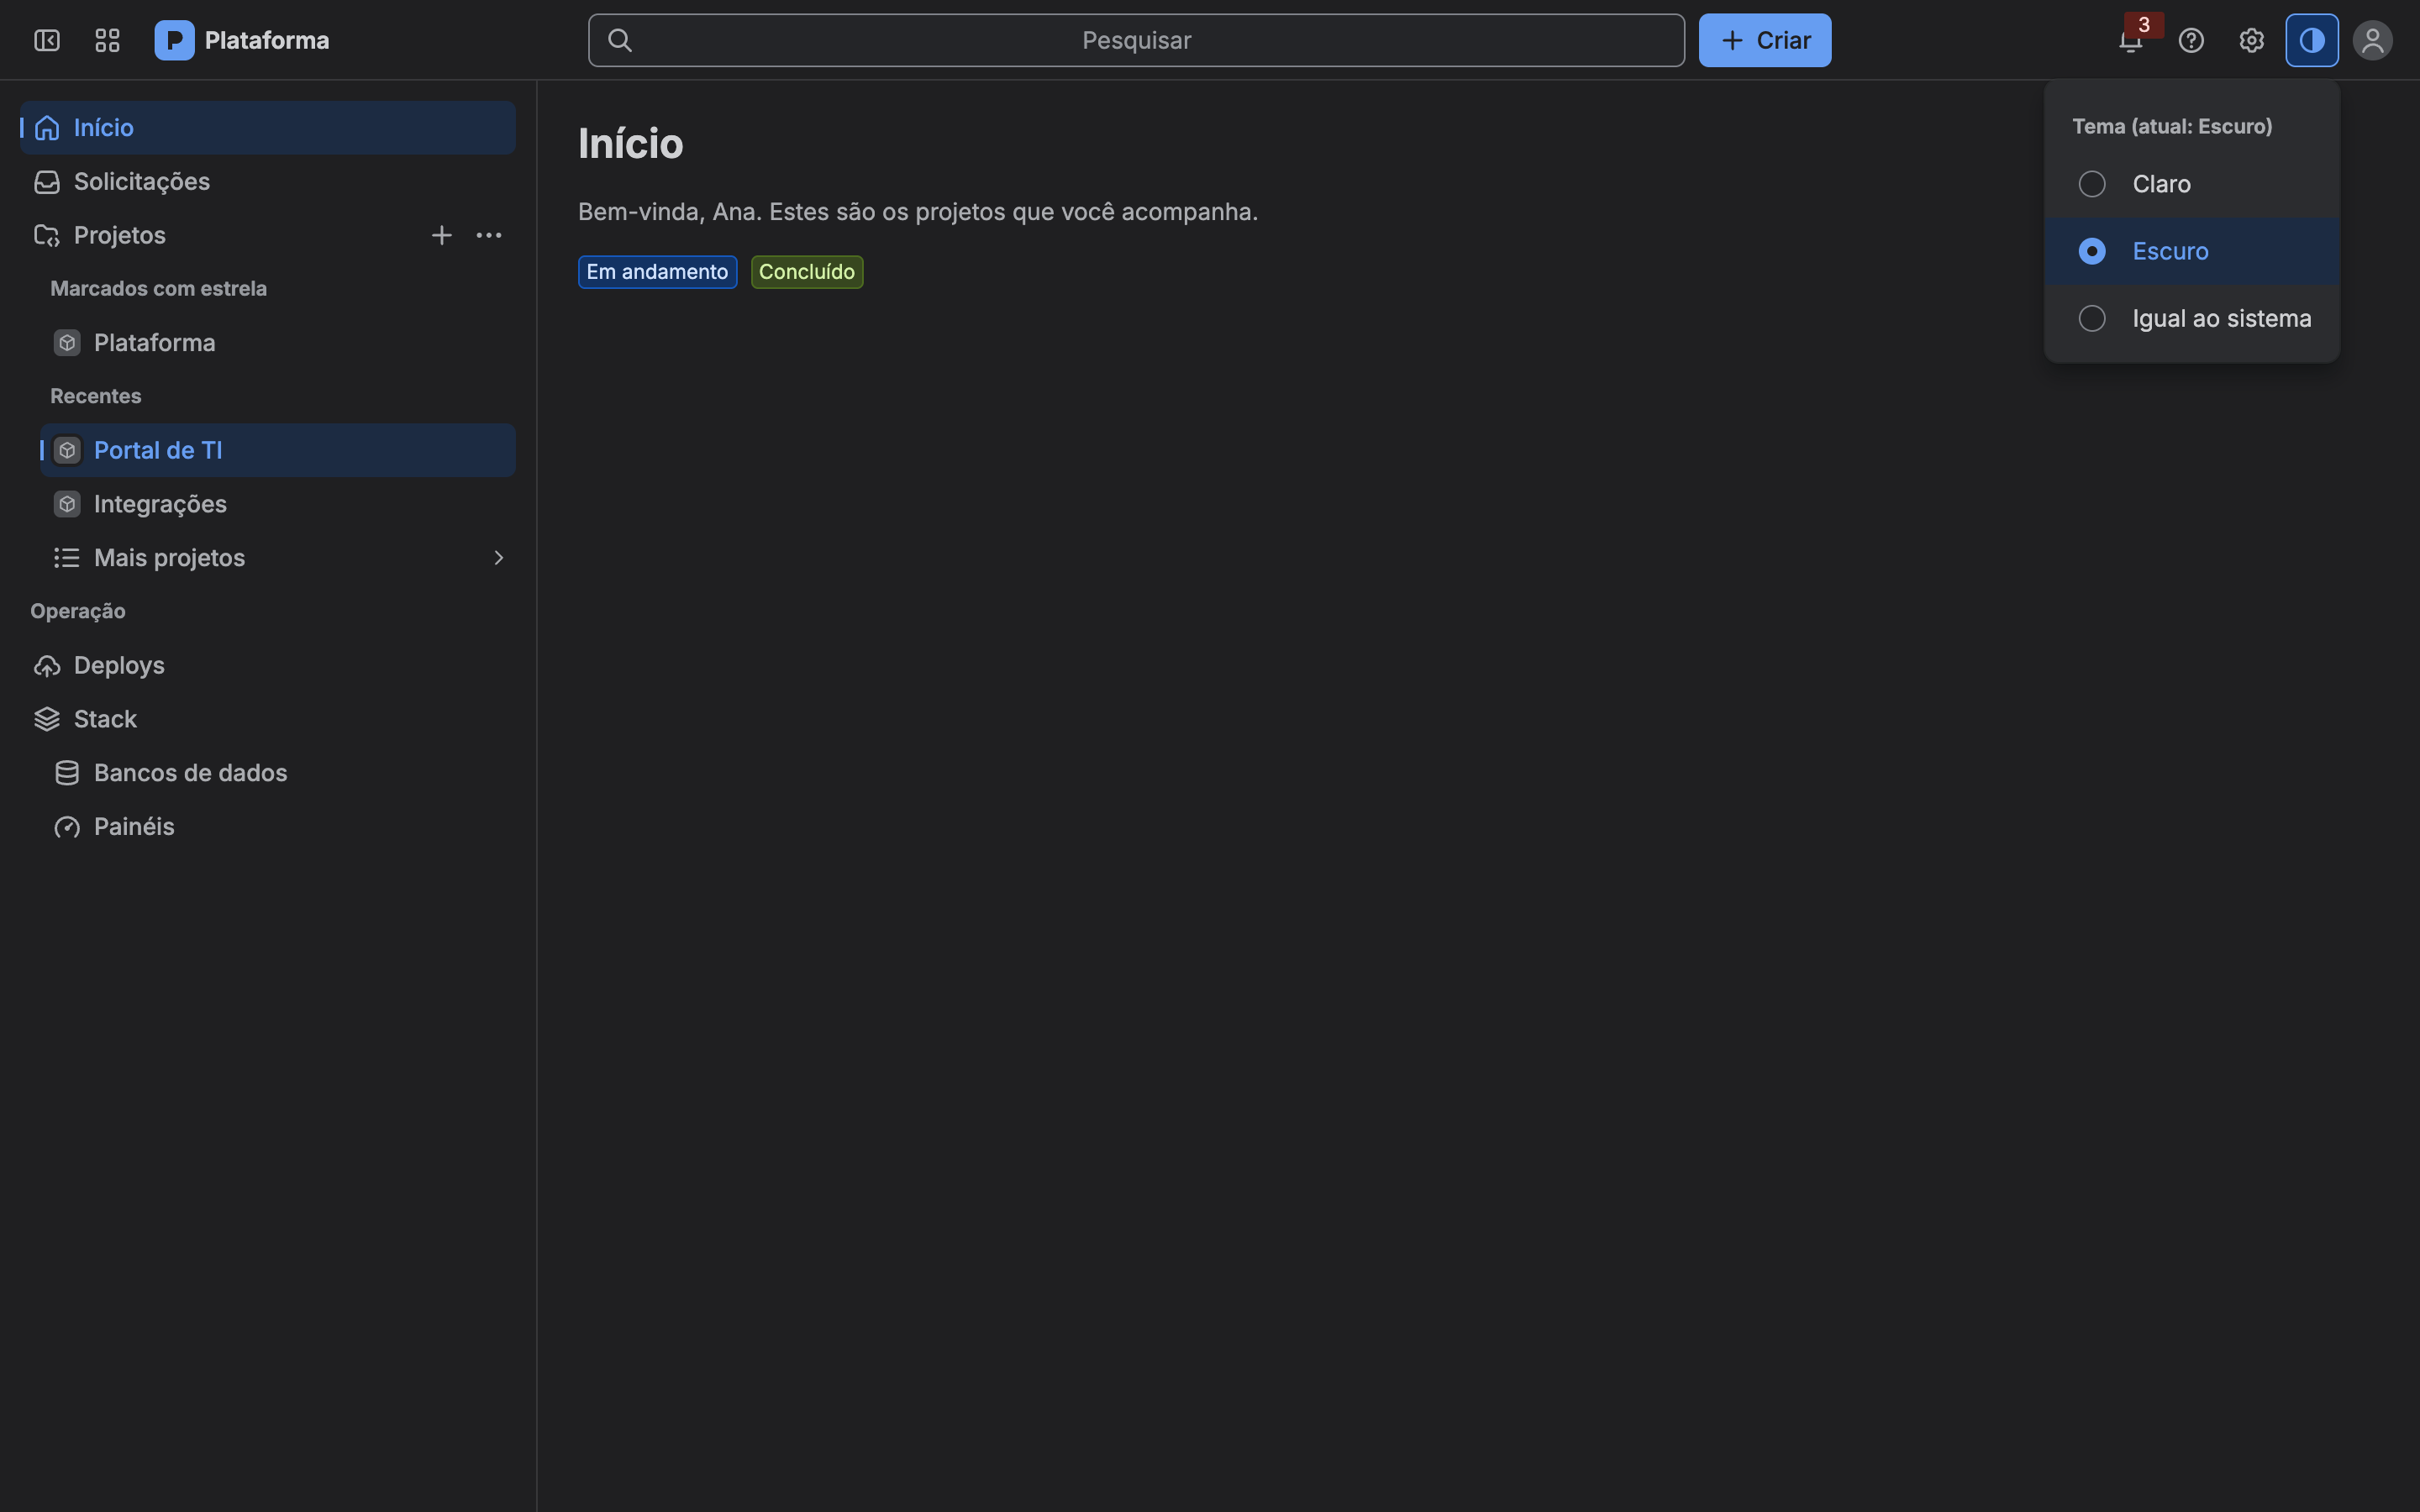 P Plataforma
Pesquisar
+ Criar
3
Início
Solicitações
Projetos
Marcados com estrela
Plataforma
Recentes
Portal de TI
Integrações
Mais projetos
Operação
Deploys
Stack
Bancos de dados
Painéis
Início
Bem-vinda, Ana. Estes são os projetos que você acompanha.
Em andamento Concluído
Tema (atual: Escuro)
Claro
Escuro
Igual ao sistema